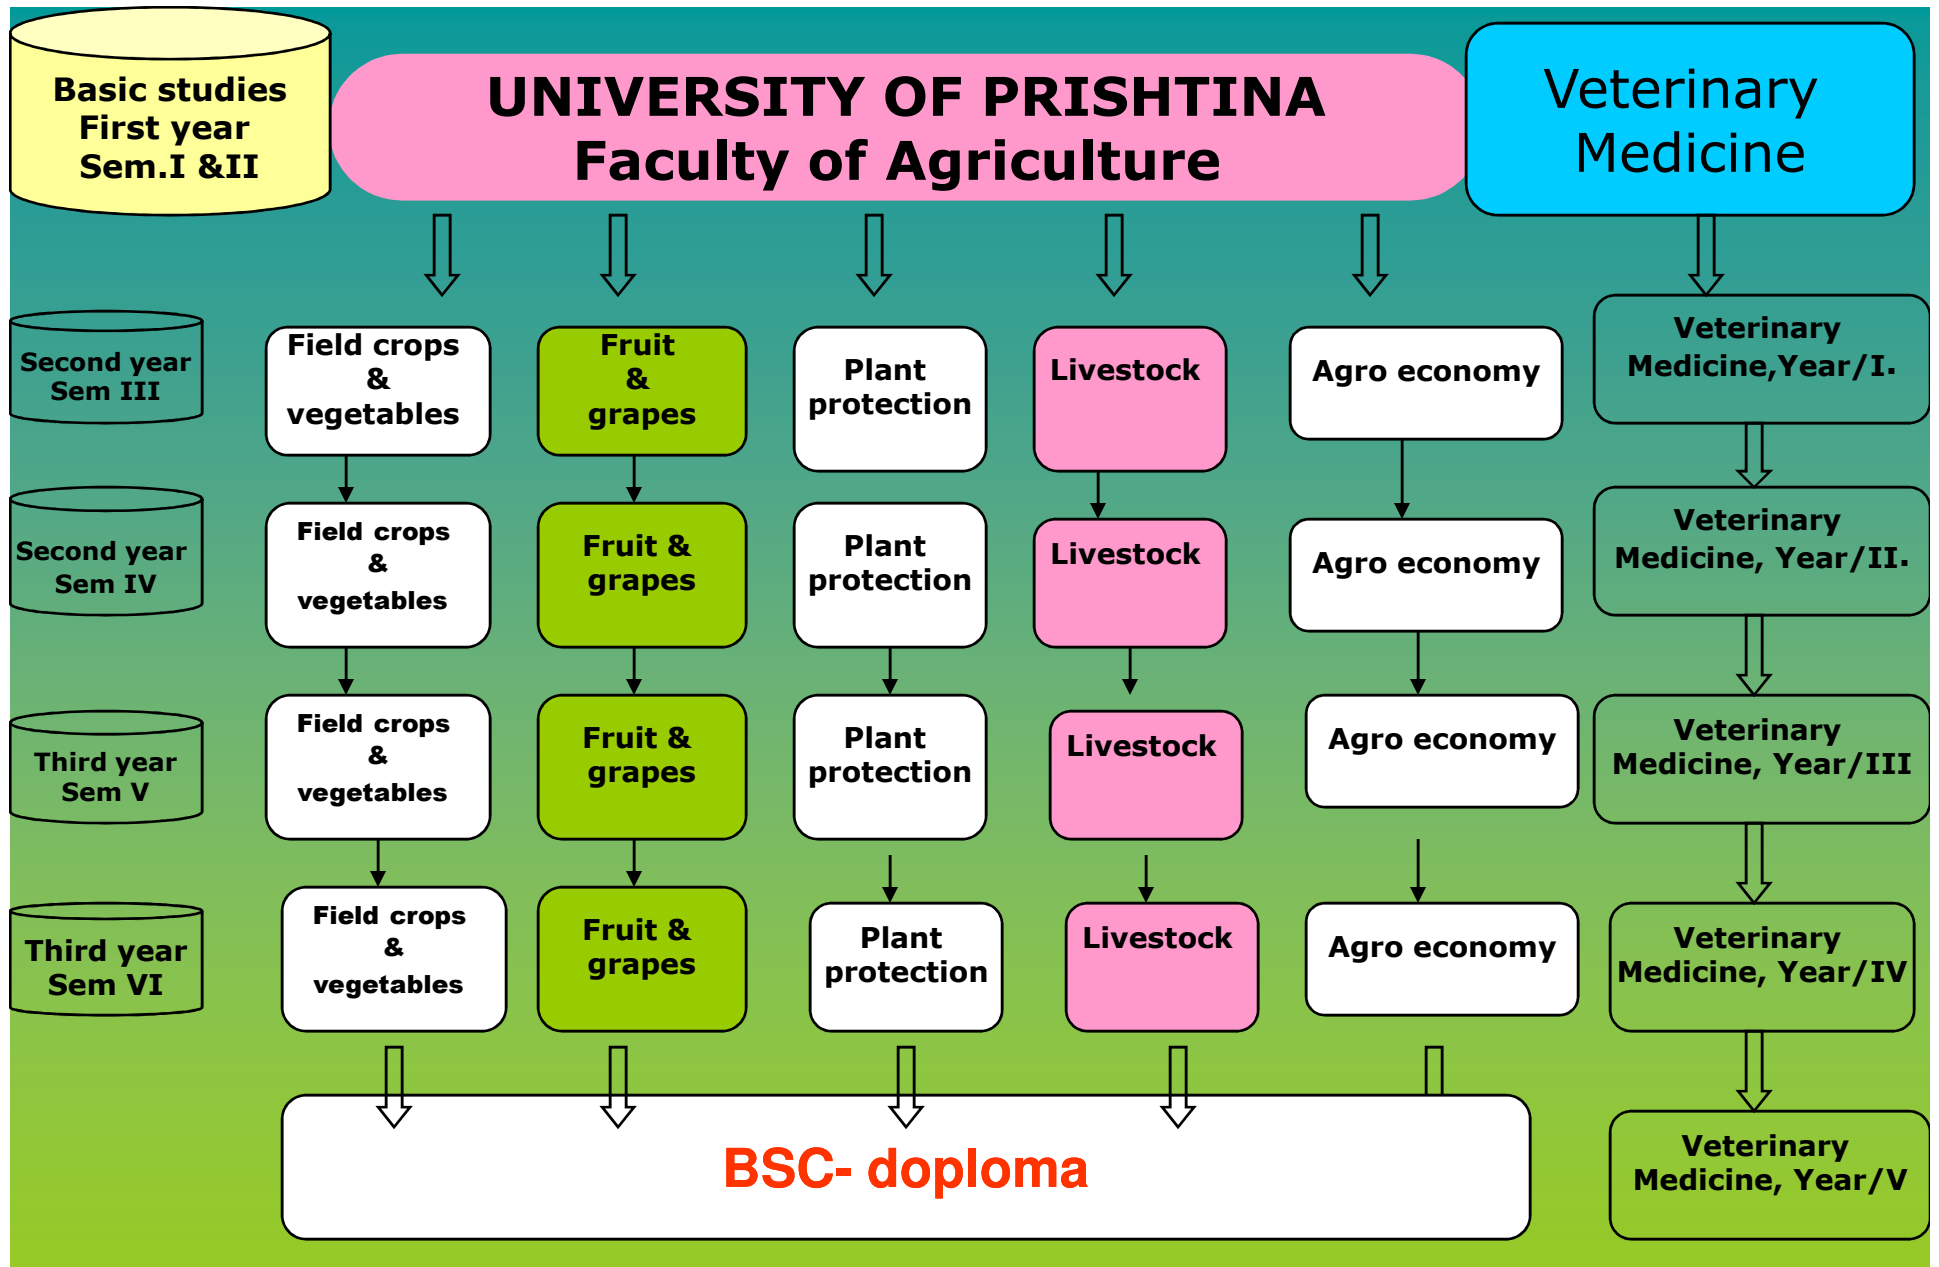 Basic studies
First year
Sem.I &II
UNIVERSITY OF PRISHTINA
Faculty of Agriculture
Veterinary
Medicine
Second year
Sem III
Field crops
&
vegetables
Fruit
&
grapes
Plant
protection
Livestock
Agro economy
Veterinary
Medicine,Year/I.
Second year
Sem IV
Field crops
&
vegetables
Fruit &
grapes
Plant
protection
Livestock
Agro economy
Veterinary
Medicine, Year/II.
Third year
Sem V
Field crops
&
vegetables
Fruit &
grapes
Plant
protection
Livestock
Agro economy
Veterinary
Medicine, Year/III
Third year
Sem VI
Field crops
&
vegetables
Fruit &
grapes
Plant
protection
Livestock
Agro economy
Veterinary
Medicine, Year/IV
BSC- doploma
Veterinary
Medicine, Year/V